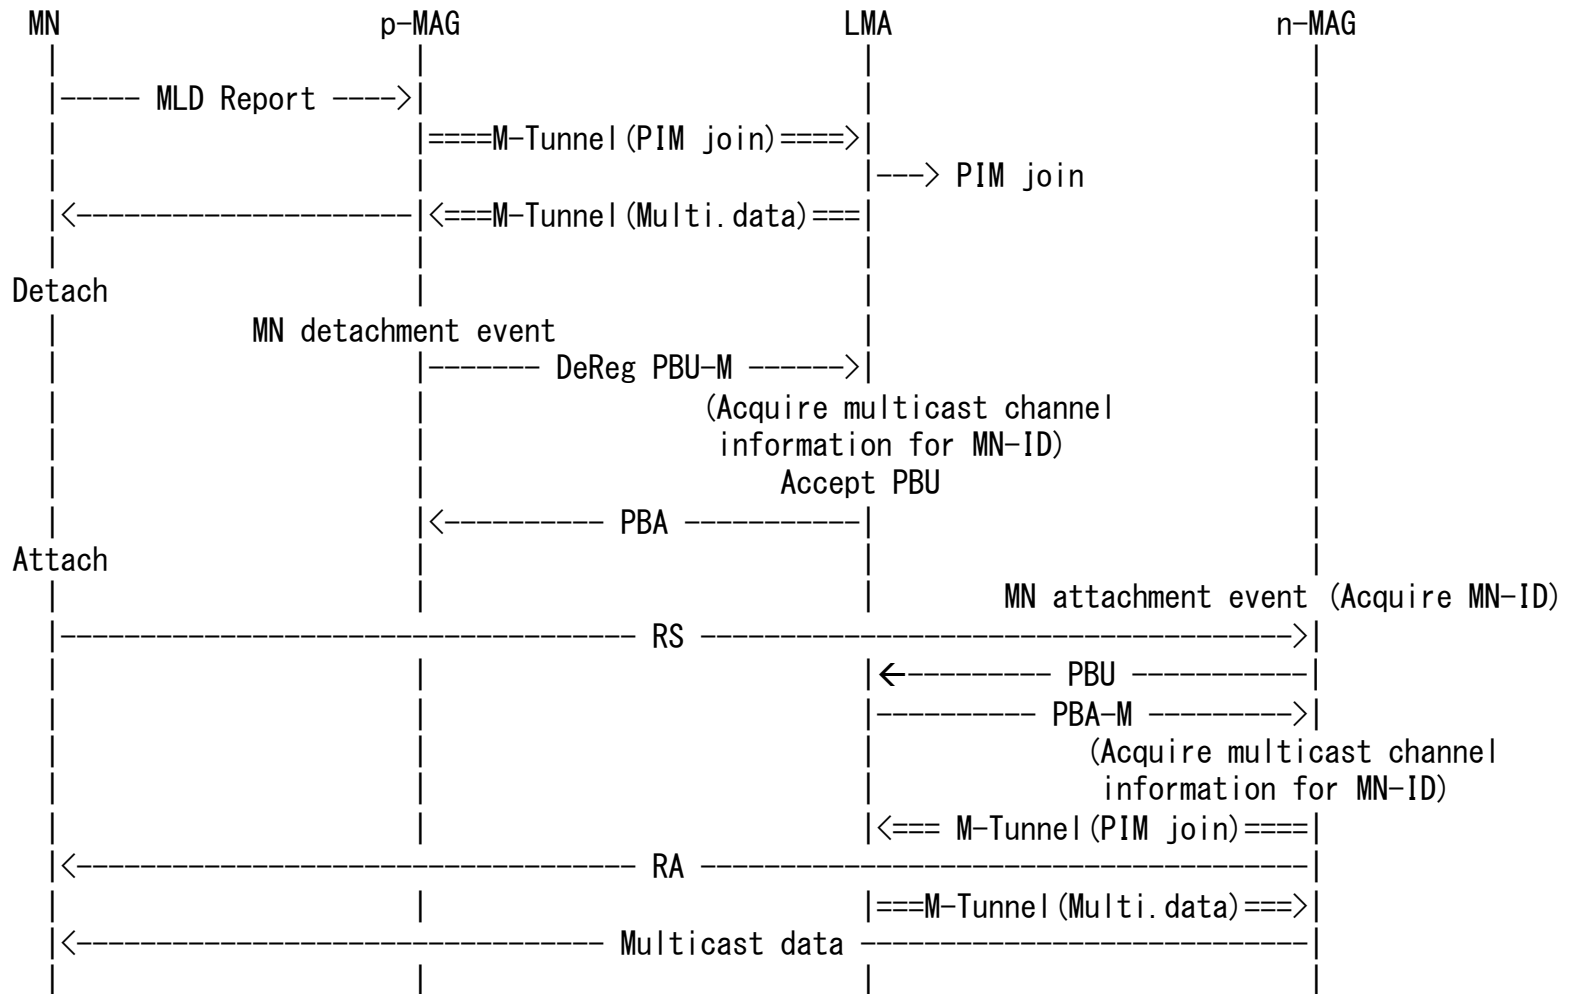 MN p-MAG LMA n-MAG
|----- MLD Report ---->|
|====M-Tunnel(PIM join)====>|
|---> PIM join
|<---------------------|<===M-Tunnel(Multi.data)===|
Detach
MN detachment event
|------- DeReg PBU-M ------>|
(Acquire multicast channel
information for MN-ID)
Accept PBU
|<---------- PBA -----------|
Attach
MN attachment event (Acquire MN-ID)
|------------------------------------ RS ------------------------------------->|
|←--------- PBU -----------|
|---------- PBA-M --------->|
(Acquire multicast channel
information for MN-ID)
|<=== M-Tunnel(PIM join)====|
|<----------------------------------- RA --------------------------------------|
|===M-Tunnel(Multi.data)===>|
|<--------------------------------- Multicast data ----------------------------|